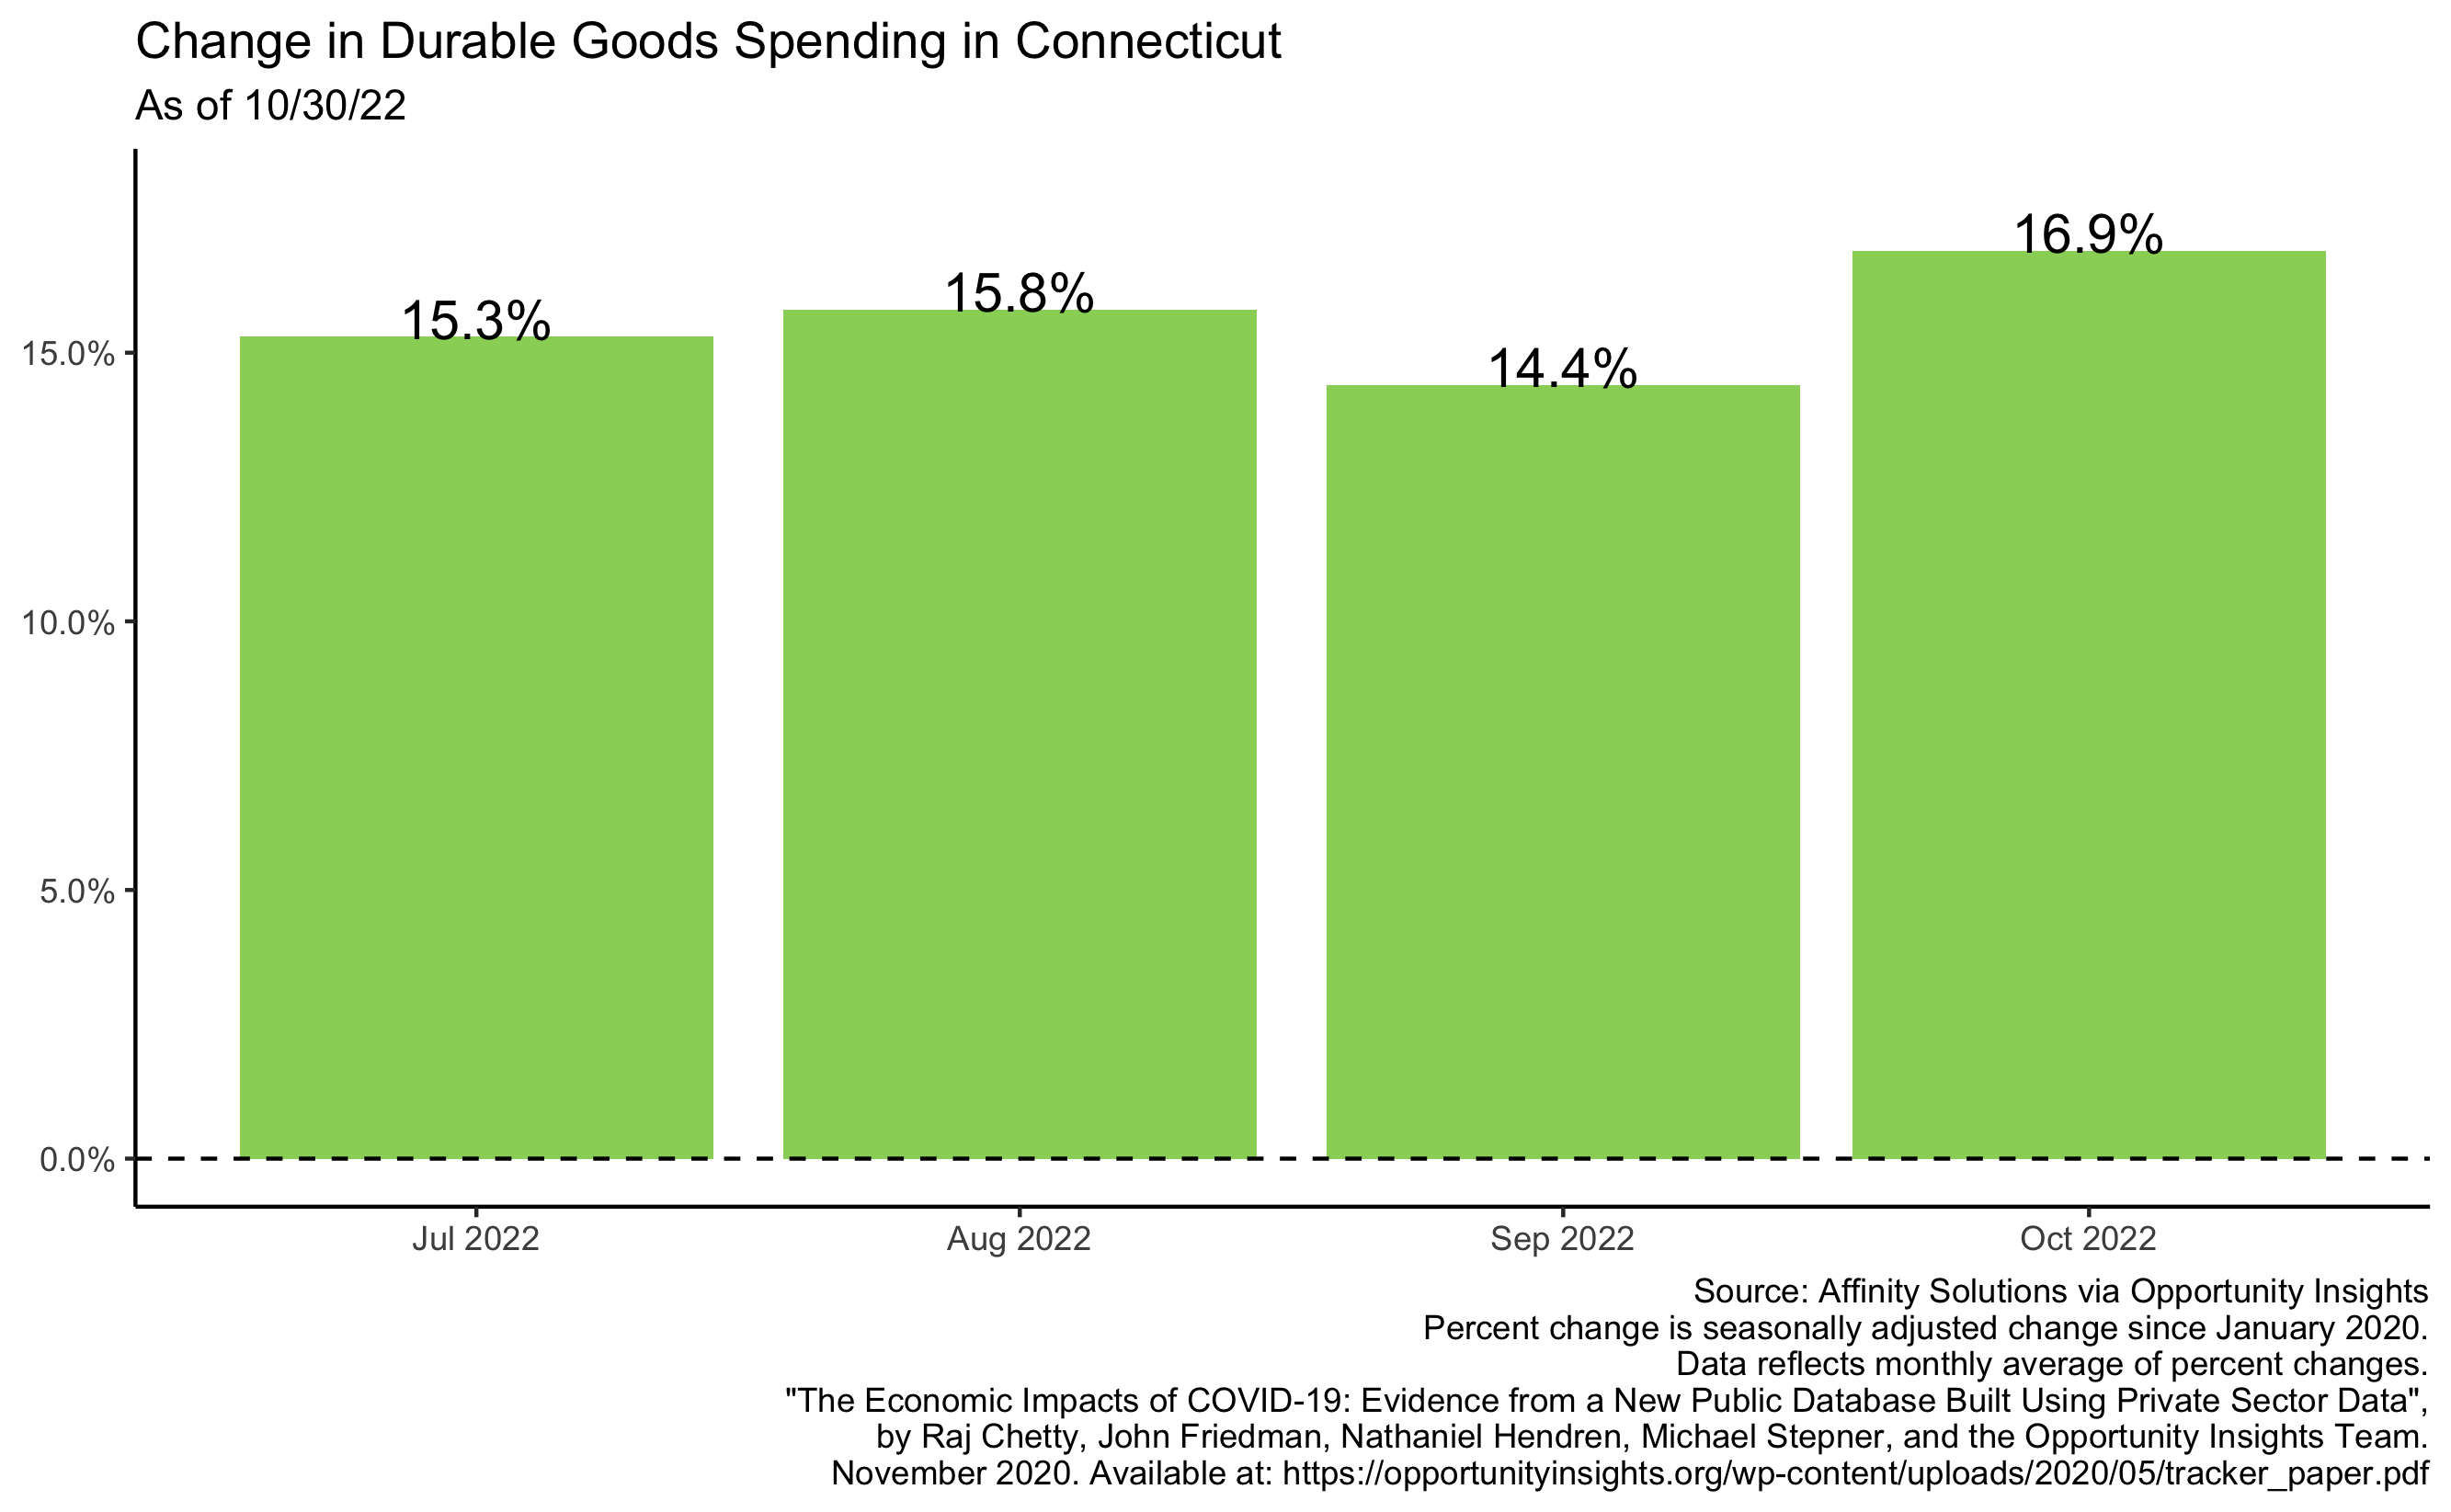 Change in Durable Goods Spending in Connecticut
As of 10/30/22
16.9%
15.8%
15.3%
14.4%
15.0%
10.0%
5.0%
0.0%
Jul 2022
Aug 2022
Sep 2022
Oct 2022
Source: Affinity Solutions via Opportunity Insights
Percent change is seasonally adjusted change since January 2020.
Data reflects monthly average of percent changes.
"The Economic Impacts of COVID-19: Evidence from a New Public Database Built Using Private Sector Data",
by Raj Chetty, John Friedman, Nathaniel Hendren, Michael Stepner, and the Opportunity Insights Team.
November 2020. Available at: https://opportunityinsights.org/wp-content/uploads/2020/05/tracker_paper.pdf